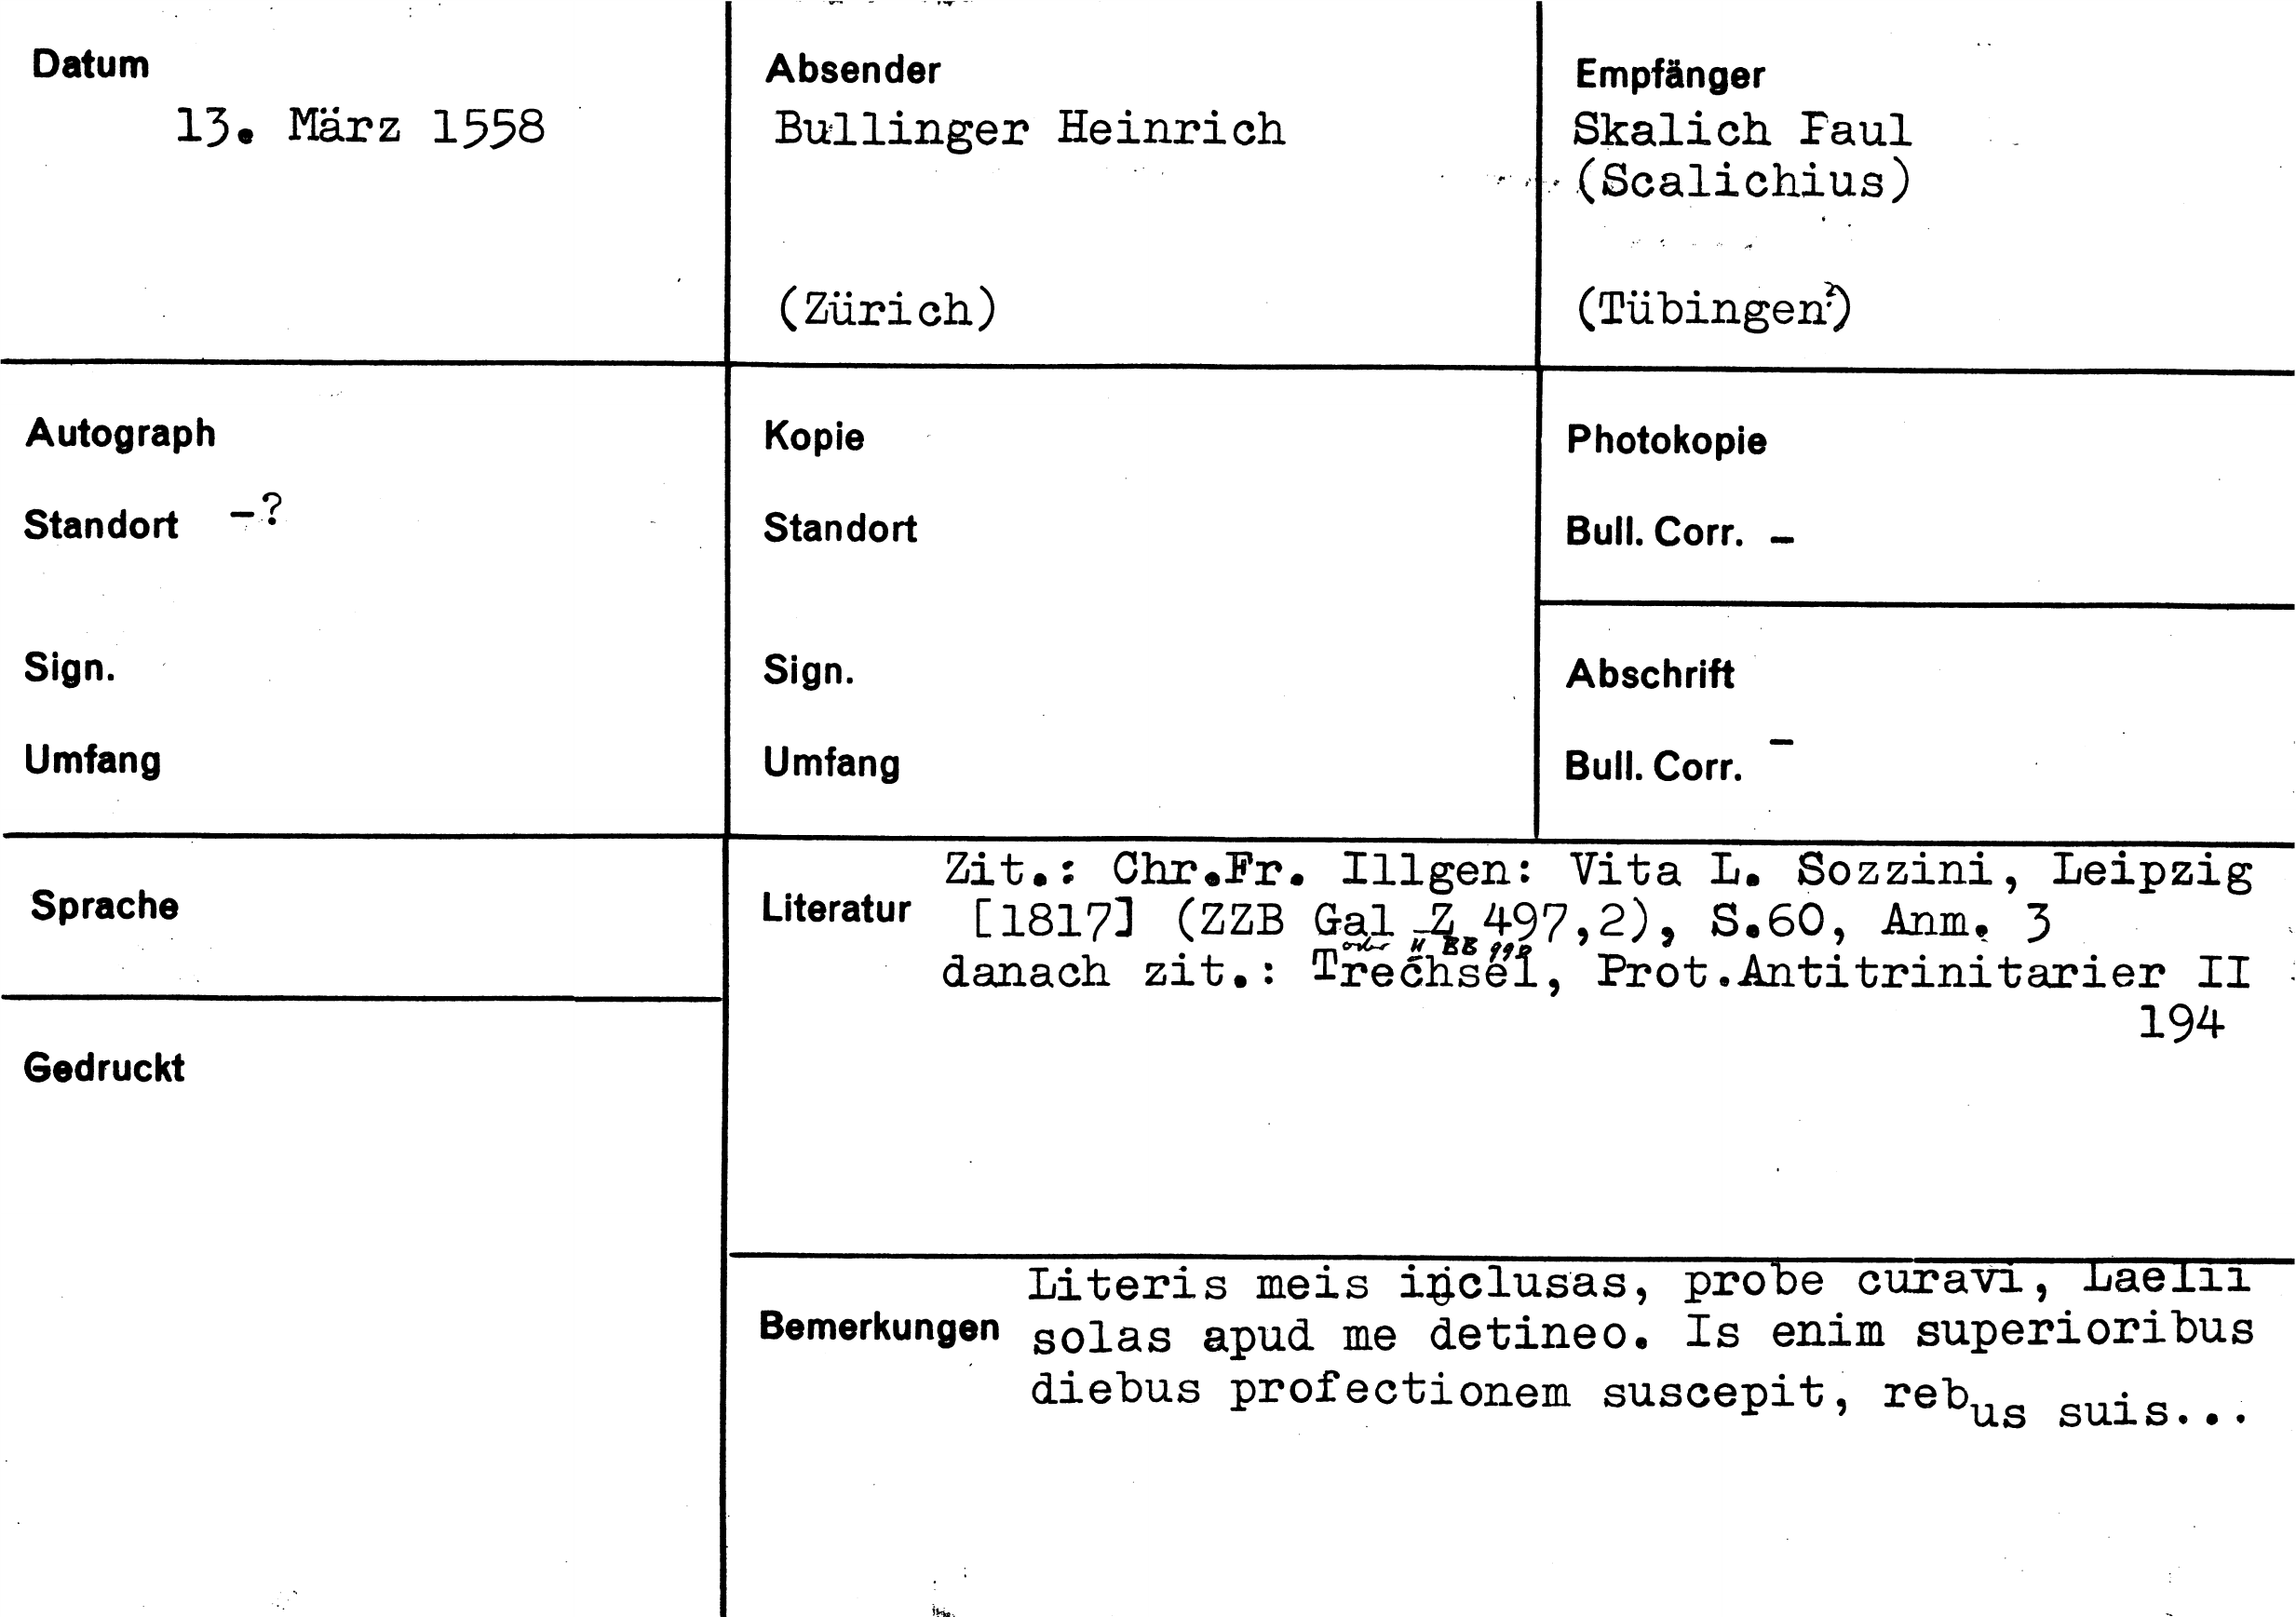 Datum
13. März 1558
Absender
Bullinger Heinrich
(Zürich)
Empfänger
Skalich Paul
(Scalichius)
(Tübingen?)
Autograph
Standort -?
Sign.
Umfang
Kopie
Standort
Sign.
Umfang
Photokopie
Bull. Corr. -
Abschrift
Bull. Corr. -
Sprache
Gedruckt
Literatur
Zit.: Chr.Fr. Illgen: Vita L. Sozzini, Leipzig
[1817] (ZZB Gal Z 497,2), S.60, Anm. 3
oder BB
danach zit.: Trechsel, Prot.Antitrinitarier II
194
Bemerkungen
Literis meis inclusas, probe curavi, Laelii
solas apud me detineo. Is enim superioribus
diebus profectionem suscepit, rebus suis...